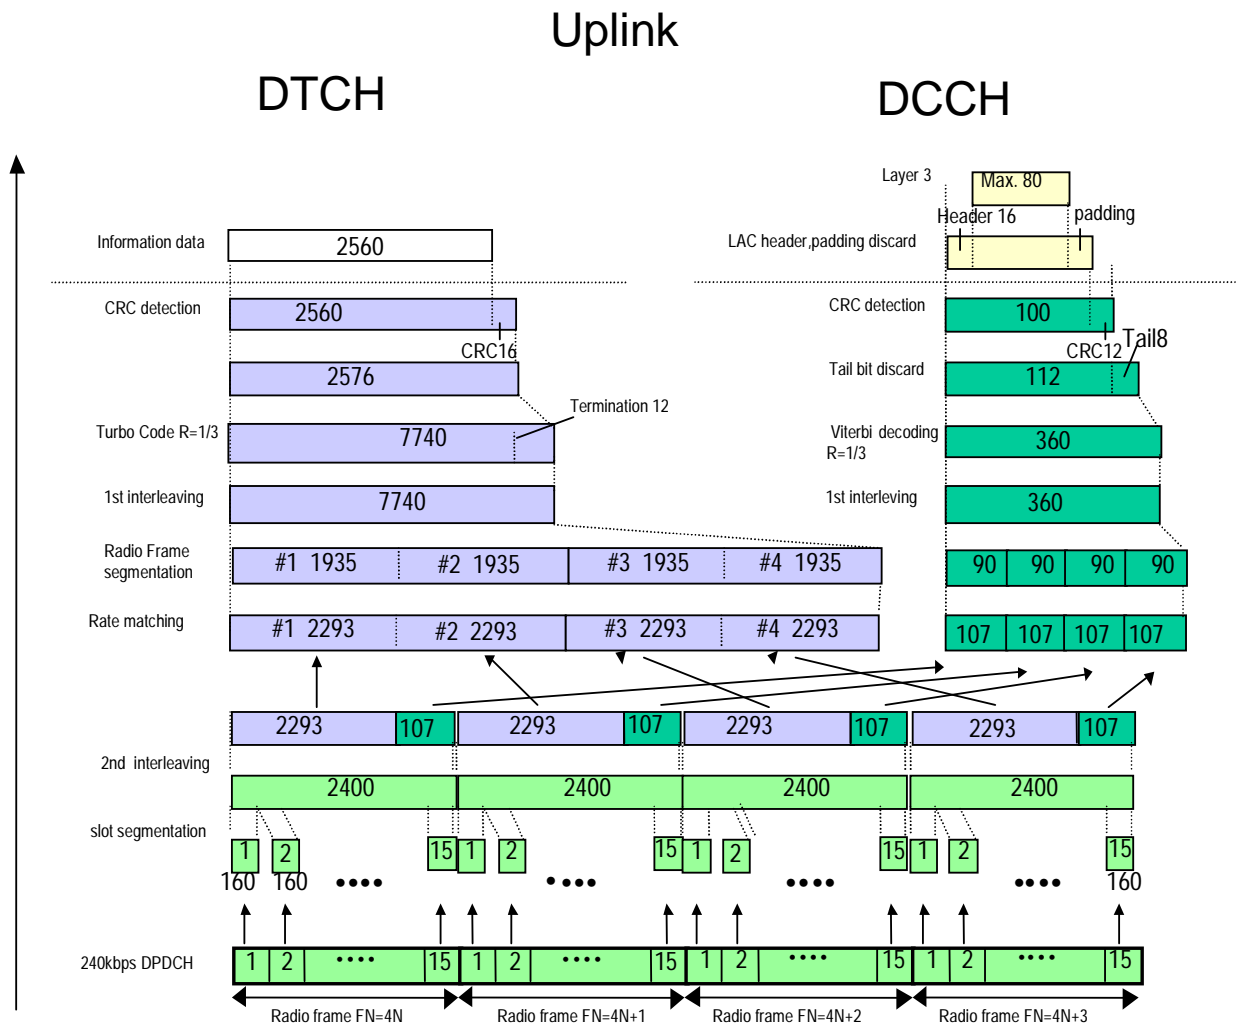 Uplink
DTCH
DCCH
Layer 3
Max. 80
Header 16
padding
Information data
2560
LAC header,padding discard
CRC detection
2560
CRC16
CRC detection
100
CRC12
Tail8
2576
Tail bit discard
112
Termination 12
Turbo Code R=1/3
7740
Viterbi decoding
R=1/3
360
1st interleaving
7740
1st interleving
360
Radio Frame
segmentation
#1 1935
#2 1935
#3 1935
#4 1935
90
90
90
90
Rate matching
#1 2293
#2 2293
#3 2293
#4 2293
107
107
107
107
2293
107
2293
107
2293
107
2293
107
2nd interleaving
2400
2400
2400
2400
slot segmentation
1
2
15
1
2
15
1
2
15
1
2
15
160
160
••••
••••
••••
••••
160
240kbps DPDCH
1
2
••••
15
1
2
••••
15
1
2
••••
15
1
2
••••
15
Radio frame FN=4N
Radio frame FN=4N+1
Radio frame FN=4N+2
Radio frame FN=4N+3